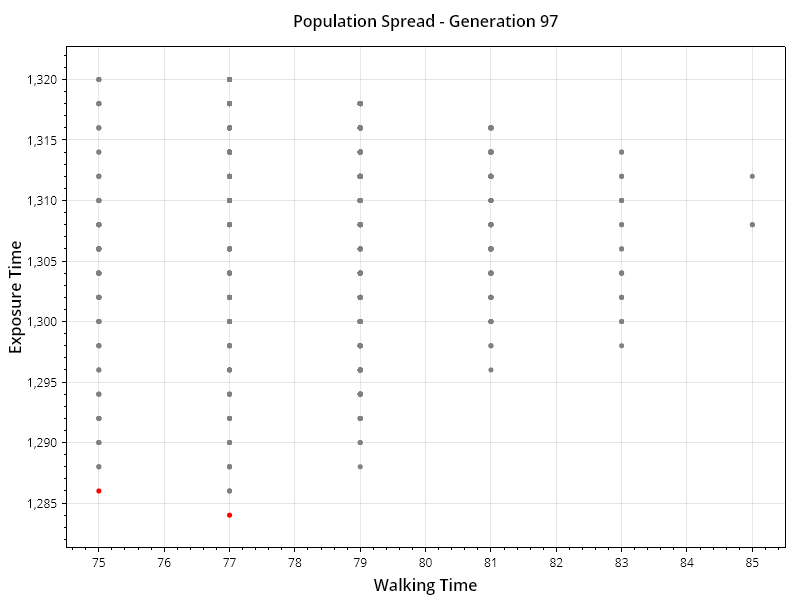 Population Spread - Generation 97
Exposure Time
1,320
1,315
1,310
1,305
1,300
1,295
1,290
1,285
75 76 77 78 79 80 81 82 83 84 85
Walking Time